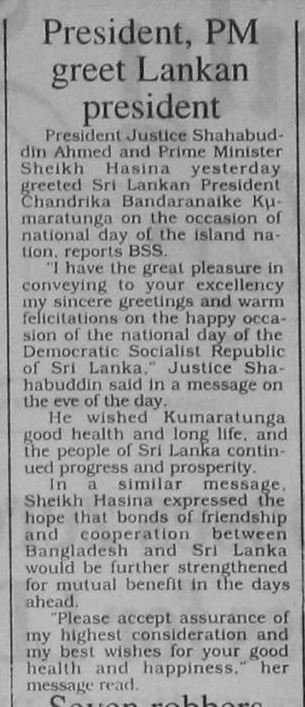 President, PM
greet Lankan
president
President Justice Shahabud-
din Ahmed and Prime Minister
Sheikh Hasina yesterday
greeted Sri Lankan President
Chandrika Bandaranaike Ku-
maratunga on the occasion of
national day of the island na-
tion, reports BSS.
"I have the great pleasure in
conveying to your excellency
my sincere greetings and warm
felicitations on the happy occa-
sion of the national day of the
Democratic Socialist Republic
of Sri Lanka," Justice Sha-
habuddin said in a message on
the eve of the day.
He wished Kumaratunga
good health and long life, and
the people of Sri Lanka contin-
ued progress and prosperity.
In a similar message,
Sheikh Hasina expressed the
hope that bonds of friendship
and cooperation between
Bangladesh and Sri Lanka
would be further strengthened
for mutual benefit in the days
ahead.
"Please accept assurance of
my highest consideration and
my best wishes for your good
health and happiness," her
message read.
Seven robbers